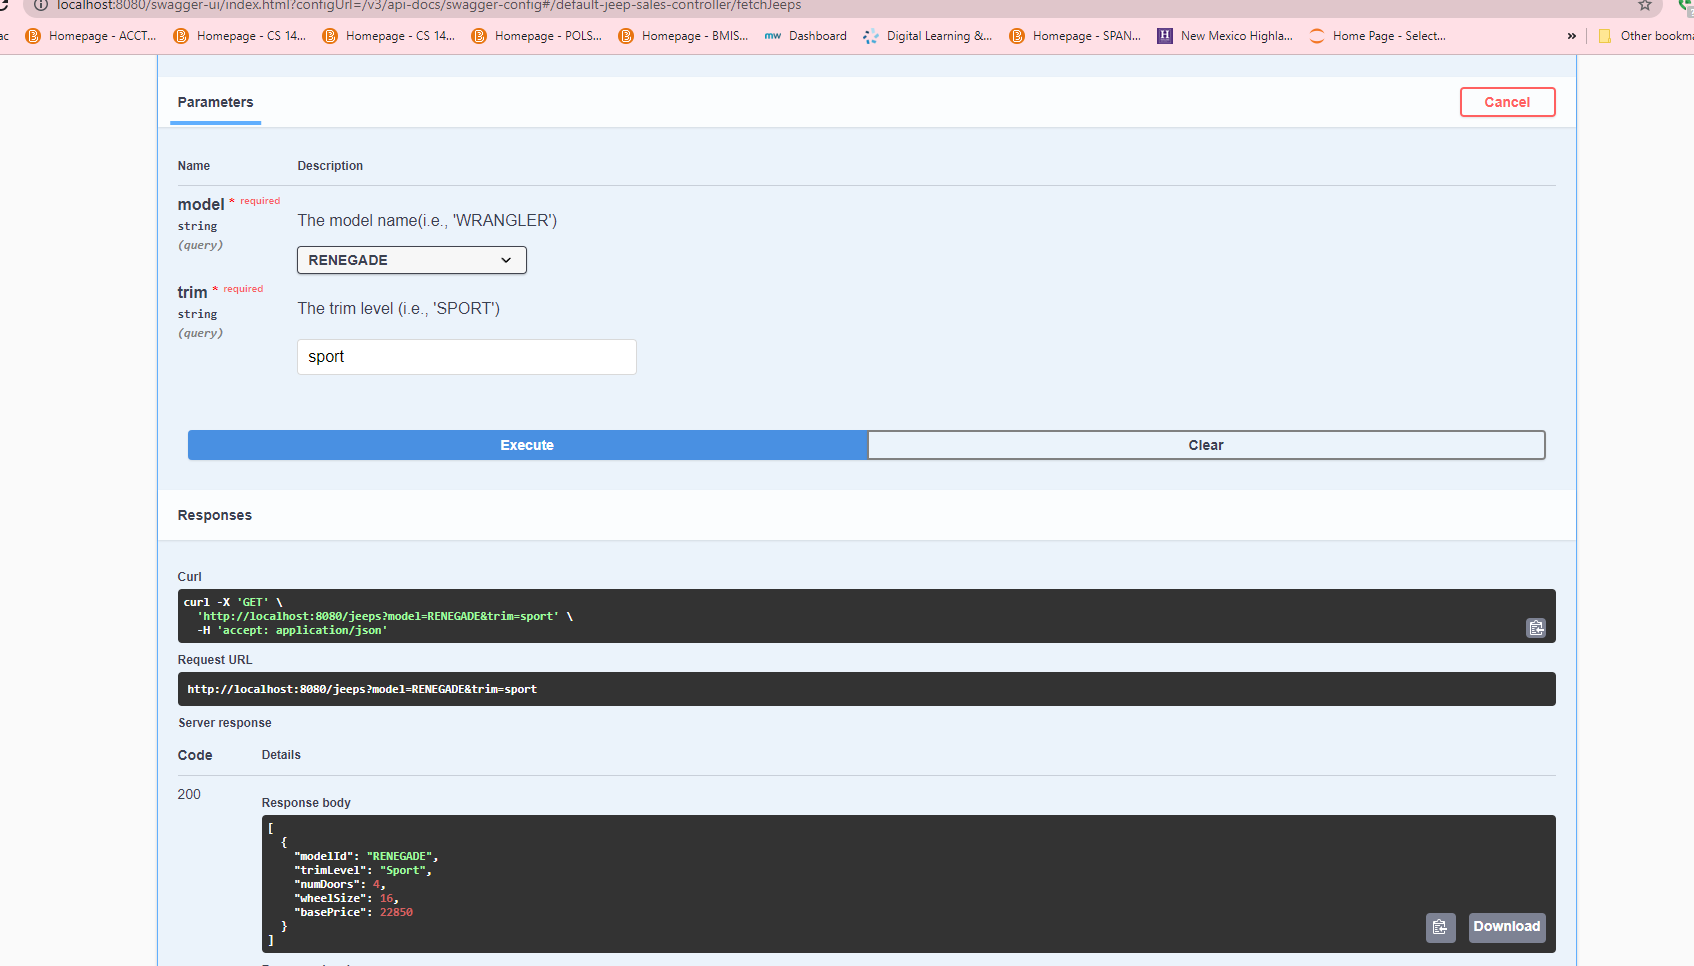 localhost:8080/swagger-ui/index.html?configUrl=/v3/api-docs/swagger-config#/default-jeep-sales-controller/fetchJeeps
ac Homepage - ACCT... Homepage - CS 14... Homepage - CS 14... Homepage - POLS... Homepage - BMIS... mw Dashboard Digital Learning &... Homepage - SPAN... H New Mexico Highla... Home Page - Select... » Other bookma
Parameters
Cancel
Name Description
model * required
string
(query)
The model name(i.e., 'WRANGLER')
RENEGADE
trim * required
string
(query)
The trim level (i.e., 'SPORT')
sport
Execute Clear
Responses
Curl
curl -X 'GET' \
'http://localhost:8080/jeeps?model=RENEGADE&trim=sport' \
-H 'accept: application/json'
Request URL
http://localhost:8080/jeeps?model=RENEGADE&trim=sport
Server response
Code Details
200
Response body
[
{
"modelId": "RENEGADE",
"trimLevel": "Sport",
"numDoors": 4,
"wheelSize": 16,
"basePrice": 22850
}
]
Download